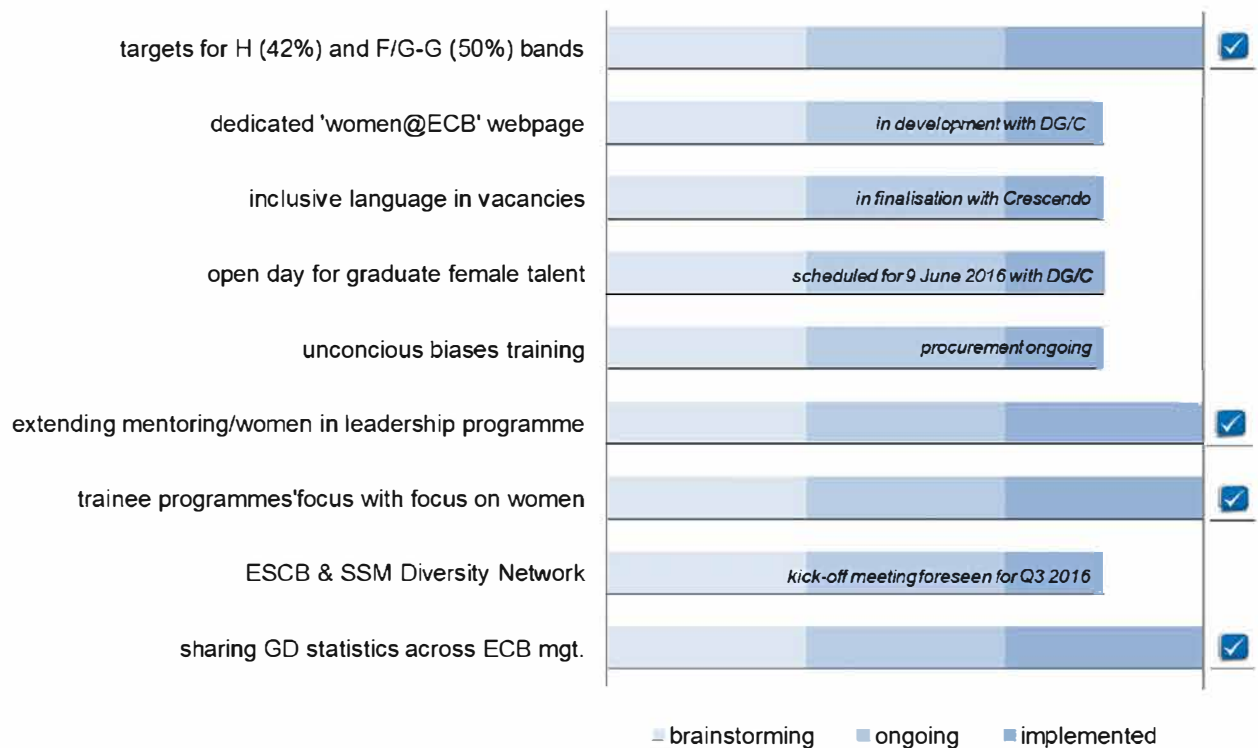 targets for H (42%) and F/G-G (50%) bands
dedicated 'women@ECB' webpage
in development with DG/C
inclusive language in vacancies
in finalisation with Crescendo
open day for graduate female talent
scheduled for 9 June 2016 with DG/C
unconcious biases training
procurement ongoing
extending mentoring/women in leadership programme
trainee programmes'focus with focus on women
ESCB & SSM Diversity Network
kick-off meeting foreseen for Q3 2016
sharing GD statistics across ECB mgt.
brainstorming ongoing implemented